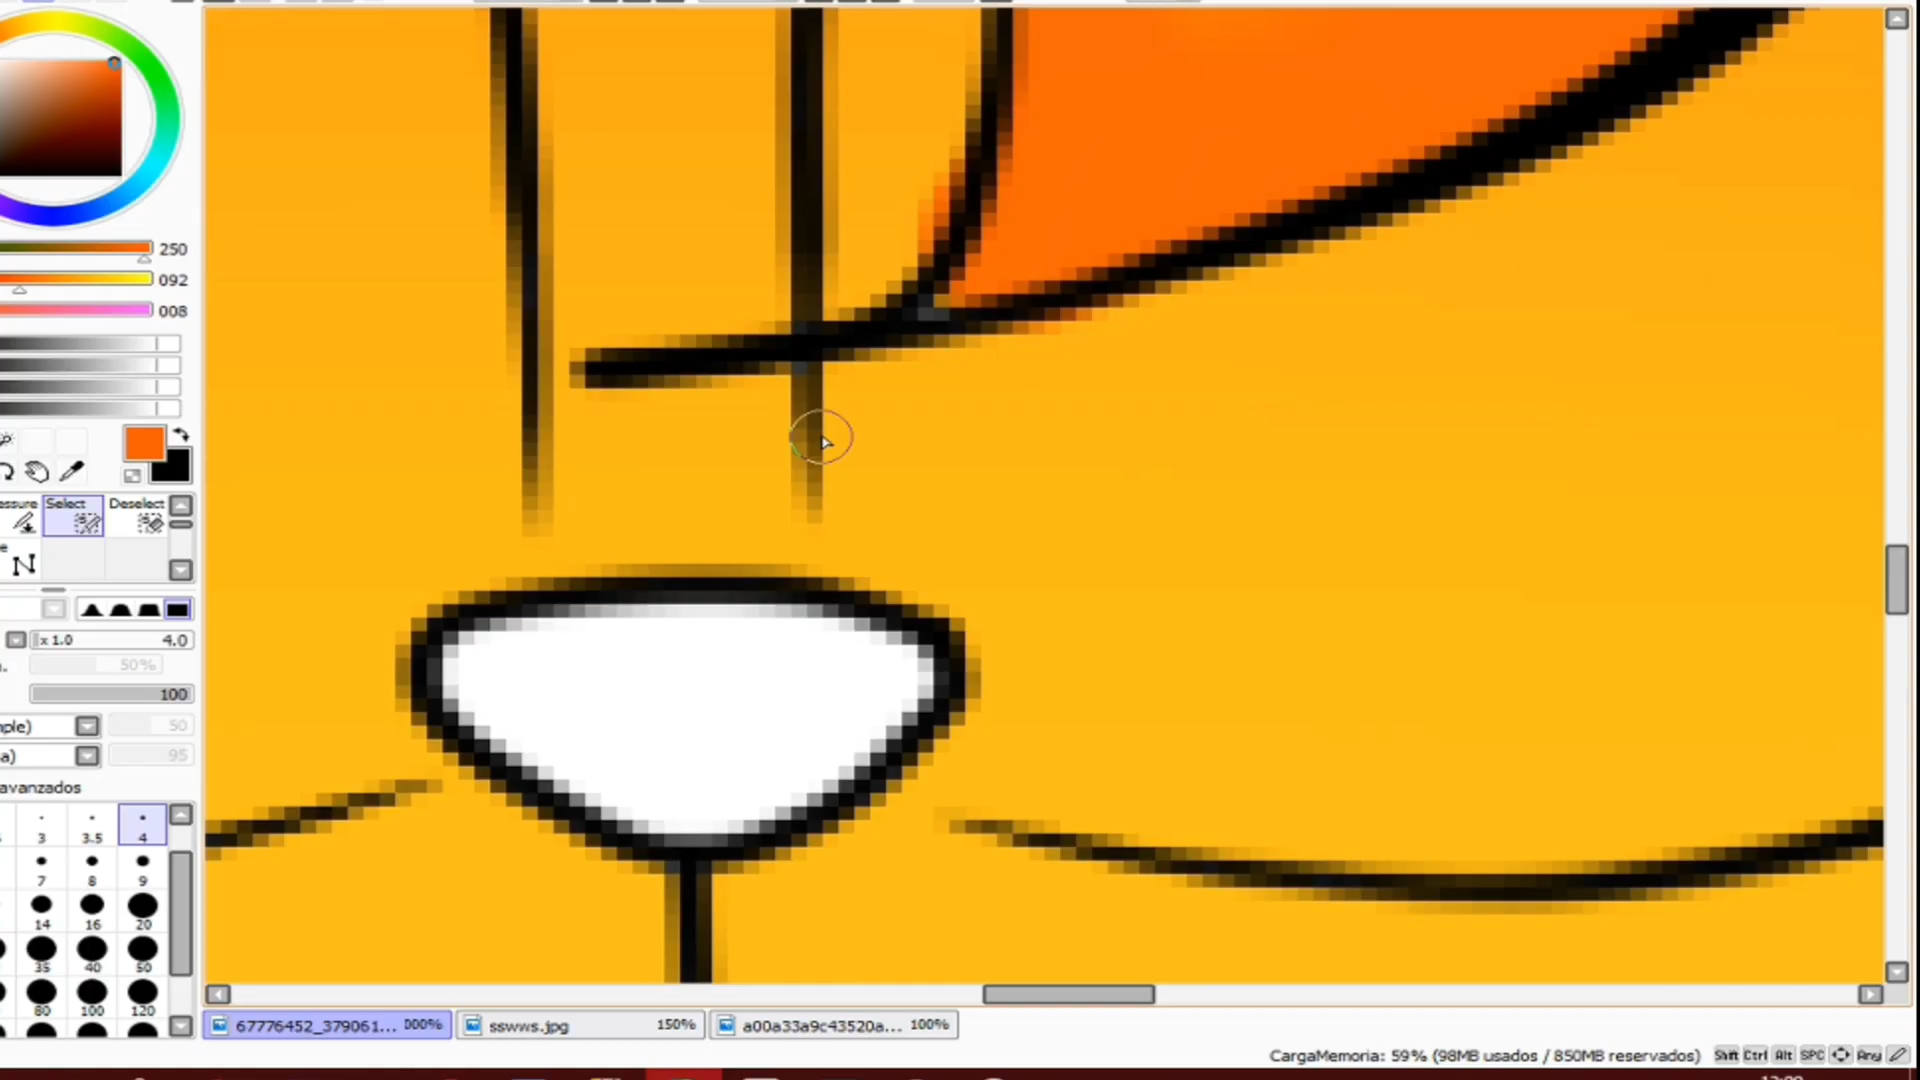 250
092
008
Select
Deselect
x 1.0 4.0
50%
100
50
95
avanzados
3 3.5 4
7 8 9
14 16 20
35 40 50
80 100 120
67776452_379061... 000%
sswws.jpg 150%
a00a33a9c43520a... 100%
CargaMemoria: 59% (98MB usados / 850MB reservados)
Shift Ctrl Alt SPC Any